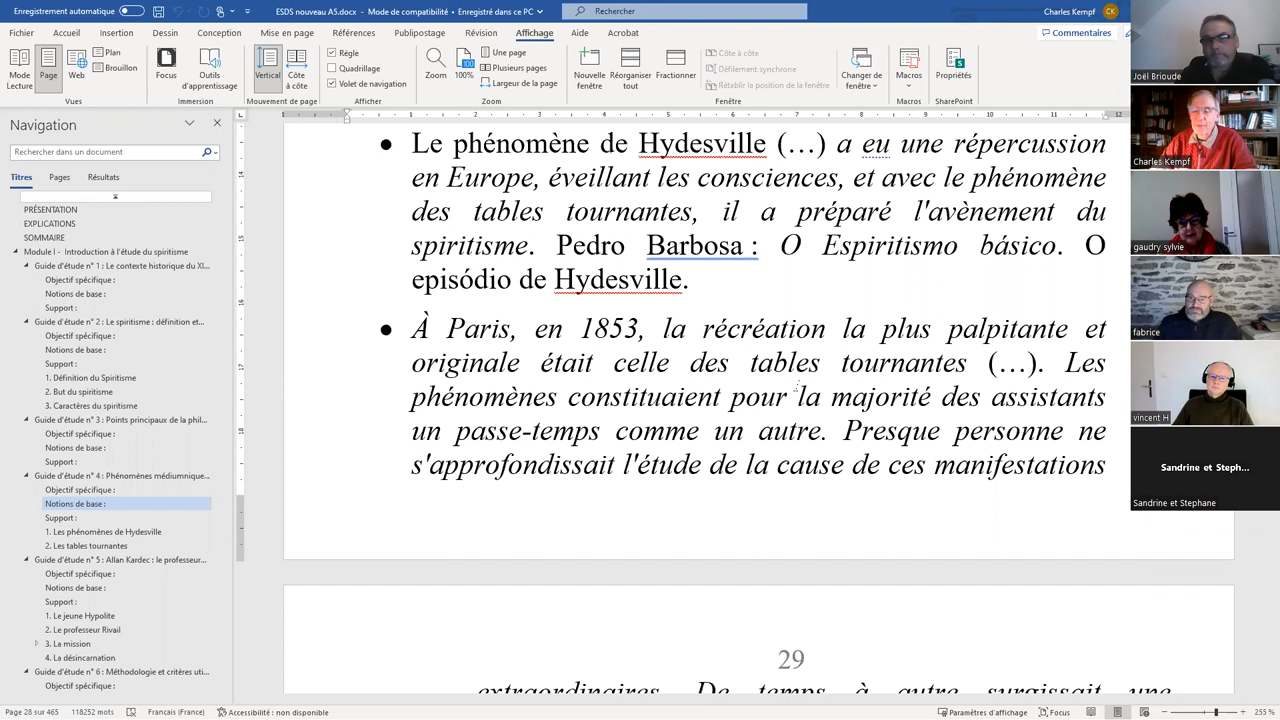 Enregistrement automatique
ESDS nouveau A5.docx - Mode de compatibilité • Enregistré dans ce PC
Rechercher
Charles Kempf
CK
Fichier Accueil Insertion Dessin Conception Mise en page Références Publipostage Révision Affichage Aide Acrobat
Commentaires
Mode Lecture
Page
Web
Plan
Brouillon
Vues
Focus
Outils d'apprentissage
Immersion
Vertical
Côte à côte
Mouvement de page
Règle
Quadrillage
Volet de navigation
Afficher
Zoom
100%
Une page
Plusieurs pages
Largeur de la page
Zoom
Nouvelle fenêtre
Réorganiser tout
Fractionner
Côte à côte
Défilement synchrone
Rétablir la position de la fenêtre
Fenêtre
Changer de fenêtre
Macros
Macros
Propriétés
SharePoint
Navigation
Rechercher dans un document
Titres Pages Résultats
PRÉSENTATION
EXPLICATIONS
SOMMAIRE
Module I - Introduction à l'étude du spiritisme
Guide d'étude n° 1 : Le contexte historique du XI...
Objectif spécifique :
Notions de base :
Support :
Guide d'étude n° 2 : Le spiritisme : définition et...
Objectif spécifique :
Notions de base :
Support :
1. Définition du Spiritisme
2. But du spiritisme
3. Caractères du spiritisme
Guide d'étude n° 3 : Points principaux de la phil...
Objectif spécifique :
Notions de base :
Support :
Guide d'étude n° 4 : Phénomènes médiumnique...
Objectif spécifique :
Notions de base :
Support :
1. Les phénomènes de Hydesville
2. Les tables tournantes
Guide d'étude n° 5 : Allan Kardec : le professeur...
Objectif spécifique :
Notions de base :
Support :
1. Le jeune Hypolite
2. Le professeur Rivail
3. La mission
4. La désincarnation
Guide d'étude n° 6 : Méthodologie et critères uti...
Objectif spécifique :
● Le phénomène de Hydesville (…) a eu une répercussion
en Europe, éveillant les consciences, et avec le phénomène
des tables tournantes, il a préparé l'avènement du
spiritisme. Pedro Barbosa : O Espiritismo básico. O
episódio de Hydesville.
● À Paris, en 1853, la récréation la plus palpitante et
originale était celle des tables tournantes (…). Les
phénomènes constituaient pour la majorité des assistants
un passe-temps comme un autre. Presque personne ne
s'approfondissait l'étude de la cause de ces manifestations
29
extraordinaires. De temps à autre surgissait une
Joël Brioude
Charles Kempf
gaudry sylvie
fabrice
vincent H
Sandrine et Steph...
Sandrine et Stephane
Page 28 sur 465
118252 mots
Français (France)
Accessibilité : non disponible
Paramètres d'affichage
Focus
255 %